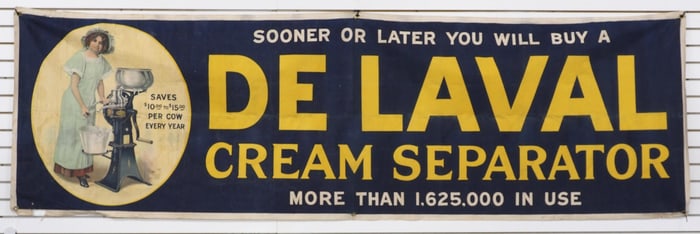 SOONER OR LATER YOU WILL BUY A
DE LAVAL
CREAM SEPARATOR
MORE THAN 1.625.000 IN USE
SAVES
$10.00 TO $15.00
PER COW
EVERY YEAR